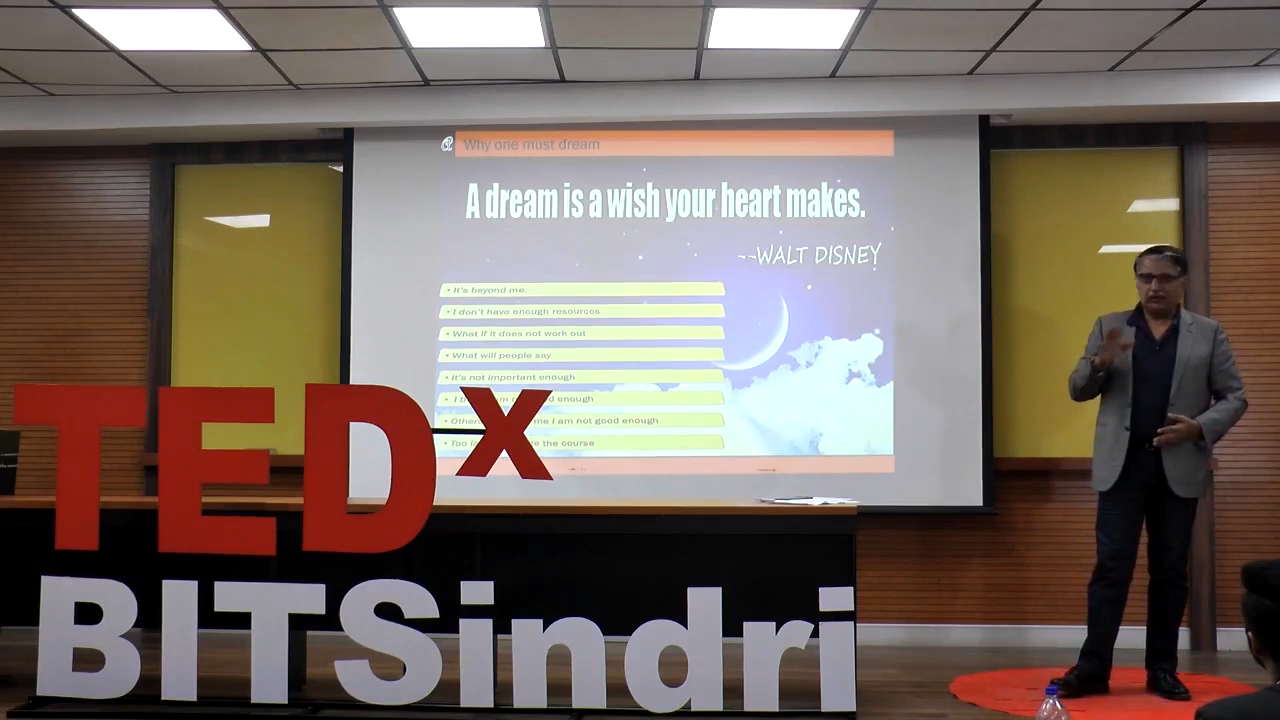 Why one must dream
A dream is a wish your heart makes.
--WALT DISNEY
• It's beyond me.
• I don't have enough resources
• What if it does not work out
• What will people say
• It's not important enough
• I enough
• me I am not good enough
• Too the course
TEDx
BITSindri